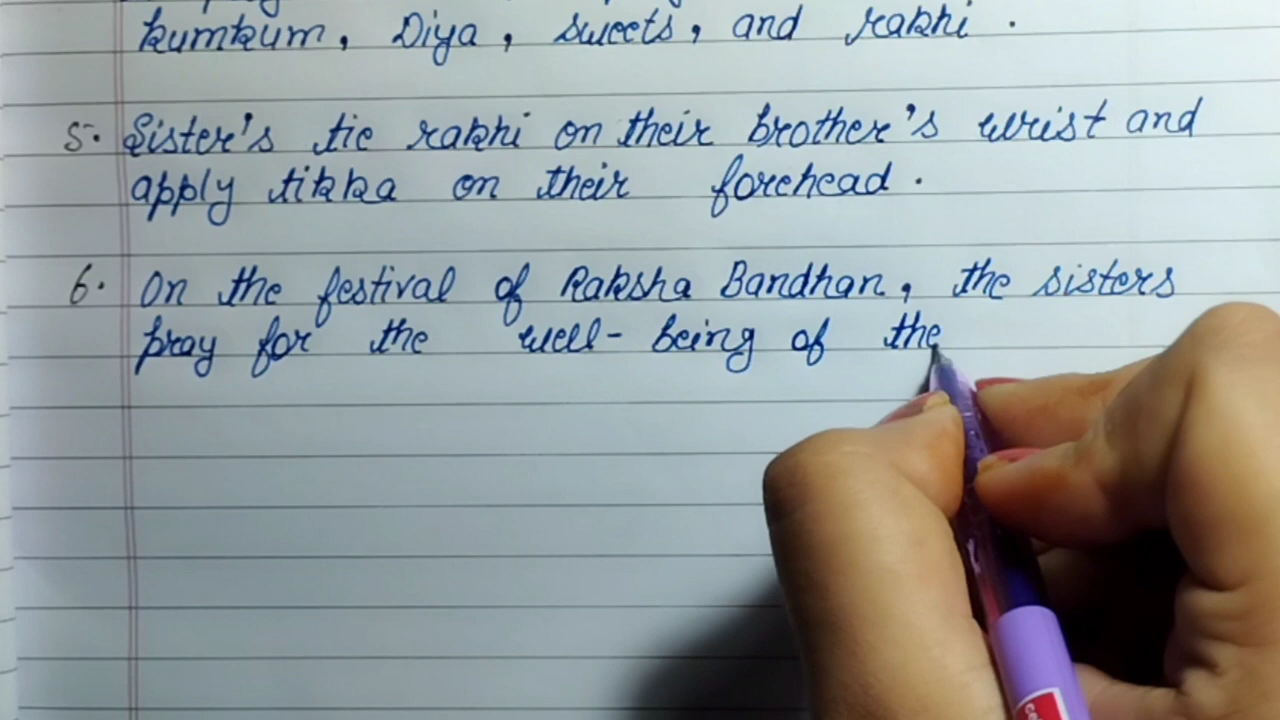 kumkum, Diya, sweets, and rakhi.
5. Sister's tie rakhi on their brother's wrist and
apply tikka on their forehead.
6. On the festival of Raksha Bandhan, the sisters
pray for the well-being of the